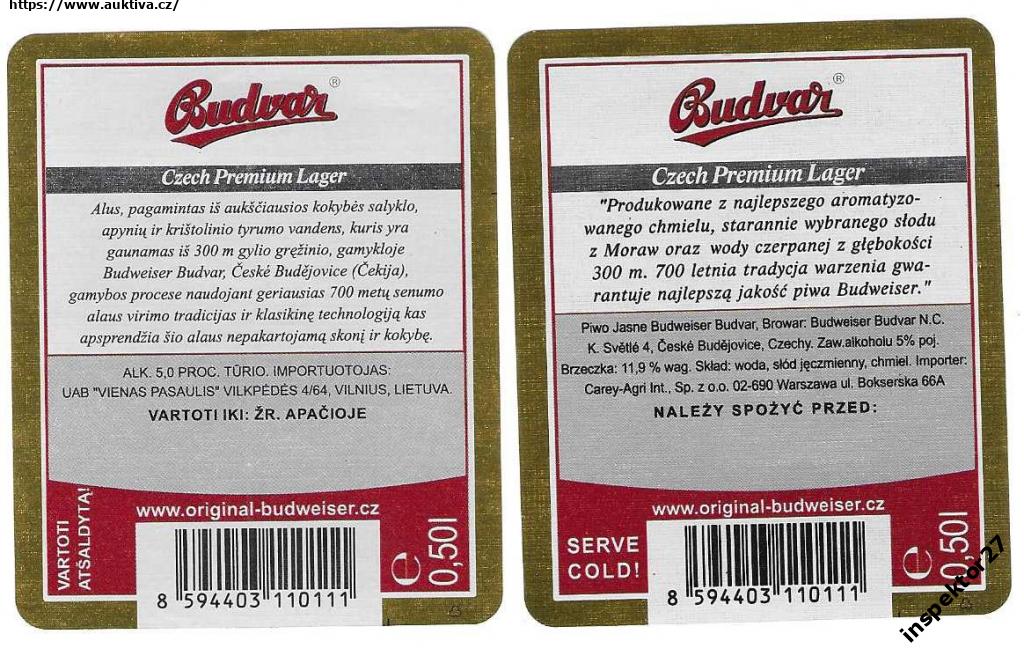 https://www.auktiva.cz/
Budvar®
Czech Premium Lager
Alus, pagamintas iš aukščiausios kokybės salyklo,
apynių ir krištolinio tyrumo vandens, kuris yra
gaunamas iš 300 m gylio gręžinio, gamykloje
Budweiser Budvar, České Budějovice (Čekija),
gamybos procese naudojant geriausias 700 metų senumo
alaus virimo tradicijas ir klasikinę technologiją kas
apsprendžia šio alaus nepakartojamą skonį ir kokybę.
ALK. 5,0 PROC. TŪRIO. IMPORTUOTOJAS:
UAB "VIENAS PASAULIS" VILKPĖDĖS 4/64, VILNIUS, LIETUVA.
VARTOTI IKI: ŽR. APAČIOJE
VARTOTI
ATŠALDYTĄ!
www.original-budweiser.cz
8 594403 110111
e 0,50l
Budvar®
Czech Premium Lager
"Produkowane z najlepszego aromatyzo-
wanego chmielu, starannie wybranego słodu
z Moraw oraz wody czerpanej z głębokości
300 m. 700 letnia tradycja warzenia gwa-
rantuje najlepszą jakość piwa Budweiser."
Piwo Jasne Budweiser Budvar, Browar: Budweiser Budvar N.C.
K. Světlé 4, České Budějovice, Czechy. Zaw.alkoholu 5% poj.
Brzeczka: 11,9 % wag. Skład: woda, słód jęczmienny, chmiel. Importer:
Carey-Agri Int., Sp. z o.o. 02-690 Warszawa ul. Bokserska 66A
NALEŻY SPOŻYĆ PRZED:
www.original-budweiser.cz
SERVE
COLD!
8 594403 110111
e 0,50l
inspektor27